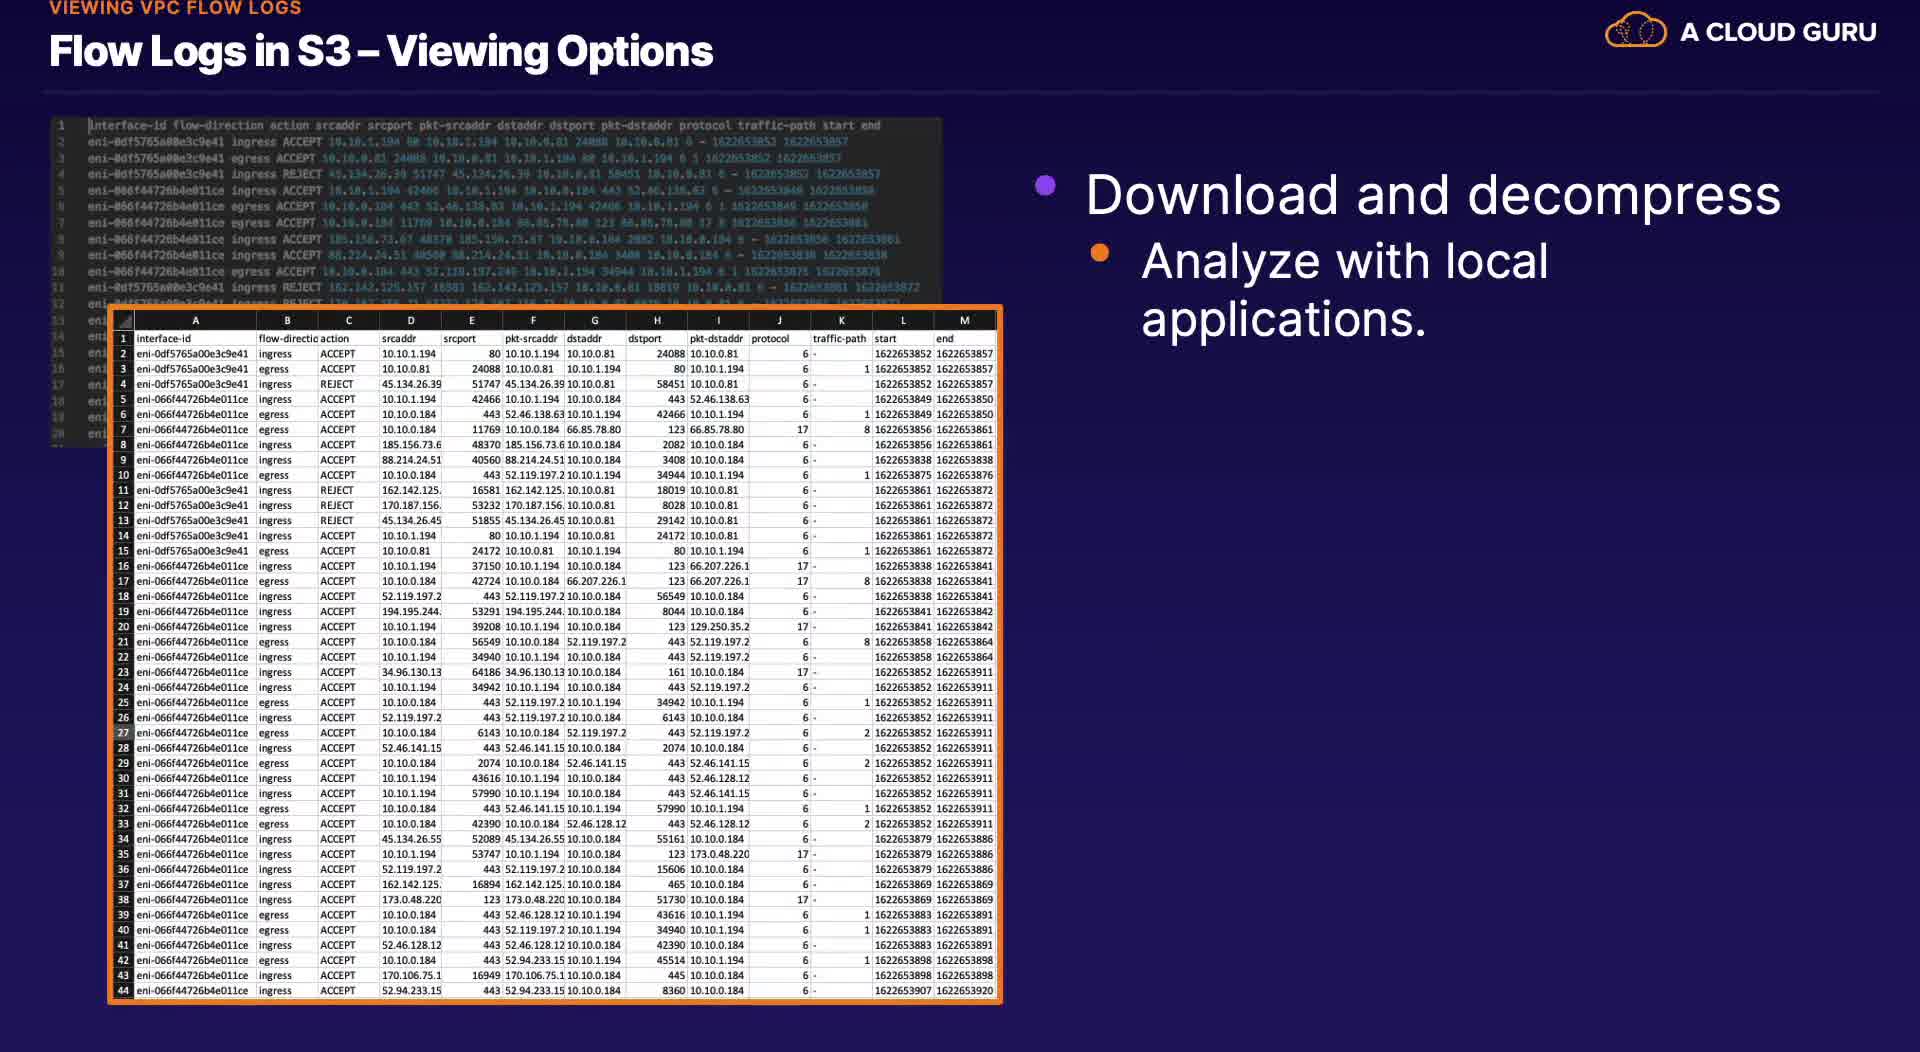 VIEWING VPC FLOW LOGS
Flow Logs in S3 – Viewing Options
A CLOUD GURU
1 interface-id flow-direction action srcaddr srcport pkt-srcaddr dstaddr dstport pkt-dstaddr protocol traffic-path start end
2 eni-0df5765a00e3c9e41 ingress ACCEPT 10.10.1.194 80 10.10.1.194 10.10.0.81 24088 10.10.0.81 6 - 1622653852 1622653857
3 eni-0df5765a00e3c9e41 egress ACCEPT 10.10.0.81 24088 10.10.0.81 10.10.1.194 80 10.10.1.194 6 1 1622653852 1622653857
4 eni-0df5765a00e3c9e41 ingress REJECT 45.134.26.39 51747 45.134.26.39 10.10.0.81 58451 10.10.0.81 6 - 1622653852 1622653857
5 eni-066f44726b4e011ce ingress ACCEPT 10.10.1.194 42466 10.10.1.194 10.10.0.184 443 52.46.138.63 6 - 1622653849 1622653850
6 eni-066f44726b4e011ce egress ACCEPT 10.10.0.184 443 52.46.138.63 10.10.1.194 42466 10.10.1.194 6 1 1622653849 1622653850
7 eni-066f44726b4e011ce egress ACCEPT 10.10.0.184 11769 10.10.0.184 66.85.78.80 123 66.85.78.80 17 8 1622653856 1622653861
8 eni-066f44726b4e011ce ingress ACCEPT 185.156.73.67 48370 185.156.73.67 10.10.0.184 2082 10.10.0.184 6 - 1622653856 1622653861
9 eni-066f44726b4e011ce ingress ACCEPT 88.214.24.51 40560 88.214.24.51 10.10.0.184 3408 10.10.0.184 6 - 1622653838 1622653838
10 eni-066f44726b4e011ce egress ACCEPT 10.10.0.184 443 52.119.197.249 10.10.1.194 34944 10.10.1.194 6 1 1622653875 1622653876
11 eni-0df5765a00e3c9e41 ingress REJECT 162.142.125.157 16581 162.142.125.157 10.10.0.81 18019 10.10.0.81 6 - 1622653861 1622653872
12 eni-0df5765a00e3c9e41 ingress REJECT
13 eni
14 eni
15 eni
16 eni
17 eni
18 eni
19 eni
20 eni
A B C D E F G H I J K L M
1 interface-id flow-directic action srcaddr srcport pkt-srcaddr dstaddr dstport pkt-dstaddr protocol traffic-path start end
2 eni-0df5765a00e3c9e41 ingress ACCEPT 10.10.1.194 80 10.10.1.194 10.10.0.81 24088 10.10.0.81 6 - 1622653852 1622653857
3 eni-0df5765a00e3c9e41 egress ACCEPT 10.10.0.81 24088 10.10.0.81 10.10.1.194 80 10.10.1.194 6 1 1622653852 1622653857
4 eni-0df5765a00e3c9e41 ingress REJECT 45.134.26.39 51747 45.134.26.39 10.10.0.81 58451 10.10.0.81 6 - 1622653852 1622653857
5 eni-066f44726b4e011ce ingress ACCEPT 10.10.1.194 42466 10.10.1.194 10.10.0.184 443 52.46.138.63 6 - 1622653849 1622653850
6 eni-066f44726b4e011ce egress ACCEPT 10.10.0.184 443 52.46.138.63 10.10.1.194 42466 10.10.1.194 6 1 1622653849 1622653850
7 eni-066f44726b4e011ce egress ACCEPT 10.10.0.184 11769 10.10.0.184 66.85.78.80 123 66.85.78.80 17 8 1622653856 1622653861
8 eni-066f44726b4e011ce ingress ACCEPT 185.156.73.6 48370 185.156.73.6 10.10.0.184 2082 10.10.0.184 6 - 1622653856 1622653861
9 eni-066f44726b4e011ce ingress ACCEPT 88.214.24.51 40560 88.214.24.51 10.10.0.184 3408 10.10.0.184 6 - 1622653838 1622653838
10 eni-066f44726b4e011ce egress ACCEPT 10.10.0.184 443 52.119.197.2 10.10.1.194 34944 10.10.1.194 6 1 1622653875 1622653876
11 eni-0df5765a00e3c9e41 ingress REJECT 162.142.125. 16581 162.142.125. 10.10.0.81 18019 10.10.0.81 6 - 1622653861 1622653872
12 eni-0df5765a00e3c9e41 ingress REJECT 170.187.156. 53232 170.187.156. 10.10.0.81 8028 10.10.0.81 6 - 1622653861 1622653872
13 eni-0df5765a00e3c9e41 ingress REJECT 45.134.26.45 51855 45.134.26.45 10.10.0.81 29142 10.10.0.81 6 - 1622653861 1622653872
14 eni-0df5765a00e3c9e41 ingress ACCEPT 10.10.1.194 80 10.10.1.194 10.10.0.81 24172 10.10.0.81 6 - 1622653861 1622653872
15 eni-0df5765a00e3c9e41 egress ACCEPT 10.10.0.81 24172 10.10.0.81 10.10.1.194 80 10.10.1.194 6 1 1622653861 1622653872
16 eni-066f44726b4e011ce ingress ACCEPT 10.10.1.194 37150 10.10.1.194 10.10.0.184 123 66.207.226.1 17 - 1622653838 1622653841
17 eni-066f44726b4e011ce egress ACCEPT 10.10.0.184 42724 10.10.0.184 66.207.226.1 123 66.207.226.1 17 8 1622653838 1622653841
18 eni-066f44726b4e011ce ingress ACCEPT 52.119.197.2 443 52.119.197.2 10.10.0.184 56549 10.10.0.184 6 - 1622653838 1622653841
19 eni-066f44726b4e011ce ingress ACCEPT 194.195.244. 53291 194.195.244. 10.10.0.184 8044 10.10.0.184 6 - 1622653841 1622653842
20 eni-066f44726b4e011ce ingress ACCEPT 10.10.1.194 39208 10.10.1.194 10.10.0.184 123 129.250.35.2 17 - 1622653841 1622653842
21 eni-066f44726b4e011ce egress ACCEPT 10.10.0.184 56549 10.10.0.184 52.119.197.2 443 52.119.197.2 6 8 1622653858 1622653864
22 eni-066f44726b4e011ce ingress ACCEPT 10.10.1.194 34940 10.10.1.194 10.10.0.184 443 52.119.197.2 6 - 1622653858 1622653864
23 eni-066f44726b4e011ce ingress ACCEPT 34.96.130.13 64186 34.96.130.13 10.10.0.184 161 10.10.0.184 17 - 1622653852 1622653911
24 eni-066f44726b4e011ce ingress ACCEPT 10.10.1.194 34942 10.10.1.194 10.10.0.184 443 52.119.197.2 6 - 1622653852 1622653911
25 eni-066f44726b4e011ce egress ACCEPT 10.10.0.184 443 52.119.197.2 10.10.1.194 34942 10.10.1.194 6 1 1622653852 1622653911
26 eni-066f44726b4e011ce ingress ACCEPT 52.119.197.2 443 52.119.197.2 10.10.0.184 6143 10.10.0.184 6 - 1622653852 1622653911
27 eni-066f44726b4e011ce egress ACCEPT 10.10.0.184 6143 10.10.0.184 52.119.197.2 443 52.119.197.2 6 2 1622653852 1622653911
28 eni-066f44726b4e011ce ingress ACCEPT 52.46.141.15 443 52.46.141.15 10.10.0.184 2074 10.10.0.184 6 - 1622653852 1622653911
29 eni-066f44726b4e011ce egress ACCEPT 10.10.0.184 2074 10.10.0.184 52.46.141.15 443 52.46.141.15 6 2 1622653852 1622653911
30 eni-066f44726b4e011ce ingress ACCEPT 10.10.1.194 43616 10.10.1.194 10.10.0.184 443 52.46.128.12 6 - 1622653852 1622653911
31 eni-066f44726b4e011ce ingress ACCEPT 10.10.1.194 57990 10.10.1.194 10.10.0.184 443 52.46.141.15 6 - 1622653852 1622653911
32 eni-066f44726b4e011ce egress ACCEPT 10.10.0.184 443 52.46.141.15 10.10.1.194 57990 10.10.1.194 6 1 1622653852 1622653911
33 eni-066f44726b4e011ce egress ACCEPT 10.10.0.184 42390 10.10.0.184 52.46.128.12 443 52.46.128.12 6 2 1622653852 1622653911
34 eni-066f44726b4e011ce ingress ACCEPT 45.134.26.55 52089 45.134.26.55 10.10.0.184 55161 10.10.0.184 6 - 1622653879 1622653886
35 eni-066f44726b4e011ce ingress ACCEPT 10.10.1.194 53747 10.10.1.194 10.10.0.184 123 173.0.48.220 17 - 1622653879 1622653886
36 eni-066f44726b4e011ce ingress ACCEPT 52.119.197.2 443 52.119.197.2 10.10.0.184 15606 10.10.0.184 6 - 1622653879 1622653886
37 eni-066f44726b4e011ce ingress ACCEPT 162.142.125. 16894 162.142.125. 10.10.0.184 465 10.10.0.184 6 - 1622653869 1622653869
38 eni-066f44726b4e011ce ingress ACCEPT 173.0.48.220 123 173.0.48.220 10.10.0.184 51730 10.10.0.184 17 - 1622653869 1622653869
39 eni-066f44726b4e011ce egress ACCEPT 10.10.0.184 443 52.46.128.12 10.10.1.194 43616 10.10.1.194 6 1 1622653883 1622653891
40 eni-066f44726b4e011ce egress ACCEPT 10.10.0.184 443 52.119.197.2 10.10.1.194 34940 10.10.1.194 6 1 1622653883 1622653891
41 eni-066f44726b4e011ce ingress ACCEPT 52.46.128.12 443 52.46.128.12 10.10.0.184 42390 10.10.0.184 6 - 1622653883 1622653891
42 eni-066f44726b4e011ce egress ACCEPT 10.10.0.184 443 52.94.233.15 10.10.1.194 45514 10.10.1.194 6 1 1622653898 1622653898
43 eni-066f44726b4e011ce ingress ACCEPT 170.106.75.1 16949 170.106.75.1 10.10.0.184 445 10.10.0.184 6 - 1622653898 1622653898
44 eni-066f44726b4e011ce ingress ACCEPT 52.94.233.15 443 52.94.233.15 10.10.0.184 8360 10.10.0.184 6 - 1622653907 1622653920
Download and decompress
Analyze with local
applications.